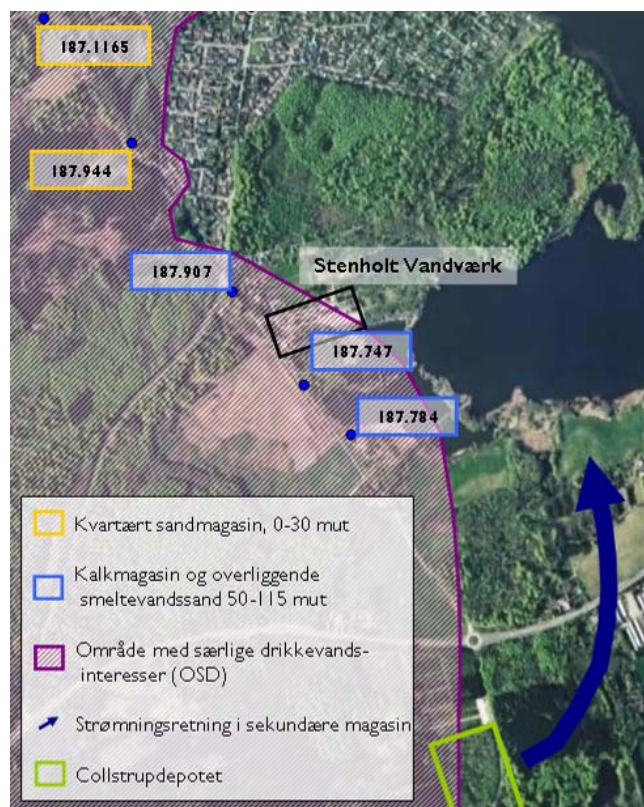 187.1165
187.944
187.907
Stenholt Vandværk
187.747
187.784
Kvartært sandmagasin, 0-30 mut
Kalkmagasin og overliggende
smeltevandssand 50-115 mut
Område med særlige drikkevands-
interesser (OSD)
Strømningsretning i sekundære magasin
Collstrupdepotet